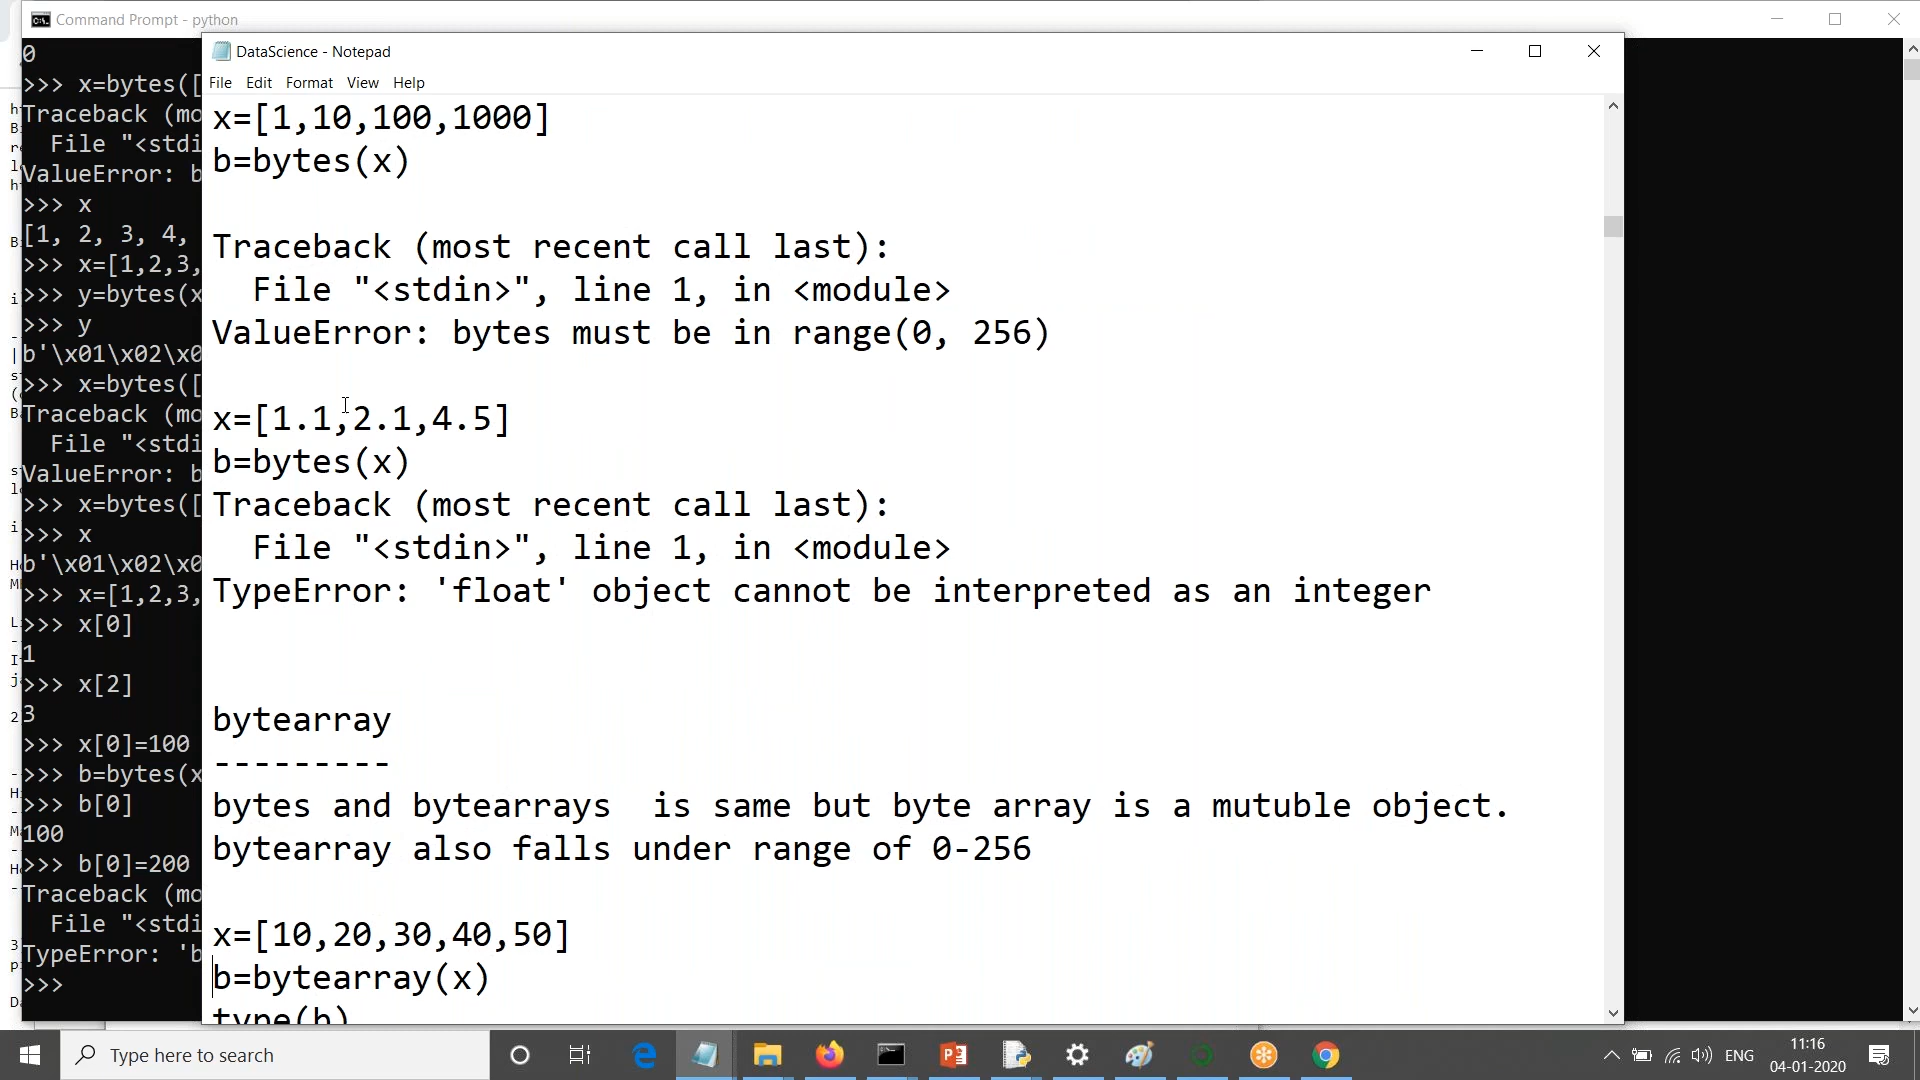 Command Prompt - python
0
>>> x=bytes([
Traceback (mo
File "<stdi
ValueError: b
>>> x
[1, 2, 3, 4,
>>> x=[1,2,3,
>>> y=bytes(x
>>> y
b'\x01\x02\x0
>>> x=bytes([
Traceback (mo
File "<stdi
ValueError: b
>>> x=bytes([
>>> x
b'\x01\x02\x0
>>> x=[1,2,3,
>>> x[0]
1
>>> x[2]
3
>>> x[0]=100
>>> b=bytes(x
>>> b[0]
100
>>> b[0]=200
Traceback (mo
File "<stdi
TypeError: 'b
>>>
DataScience - Notepad
File Edit Format View Help
x=[1,10,100,1000]
b=bytes(x)
Traceback (most recent call last):
File "<stdin>", line 1, in <module>
ValueError: bytes must be in range(0, 256)
x=[1.1,2.1,4.5]
b=bytes(x)
Traceback (most recent call last):
File "<stdin>", line 1, in <module>
TypeError: 'float' object cannot be interpreted as an integer
bytearray
---------
bytes and bytearrays  is same but byte array is a mutuble object.
bytearray also falls under range of 0-256
x=[10,20,30,40,50]
b=bytearray(x)
type(b)
Type here to search
ENG
11:16
04-01-2020